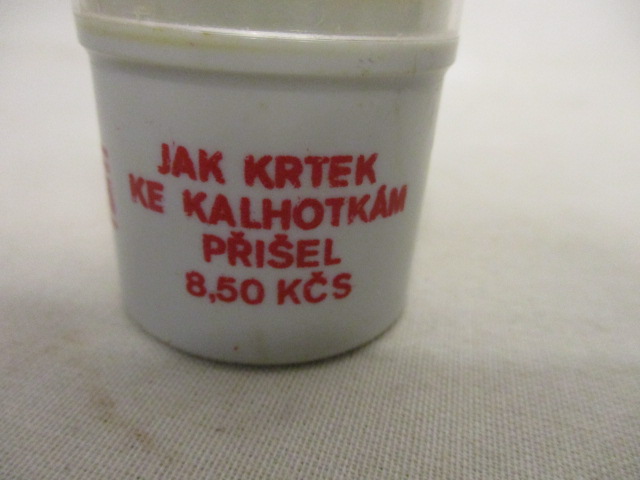 JAK KRTEK
KE KALHOTKÁM
PŘIŠEL
8,50 KČS